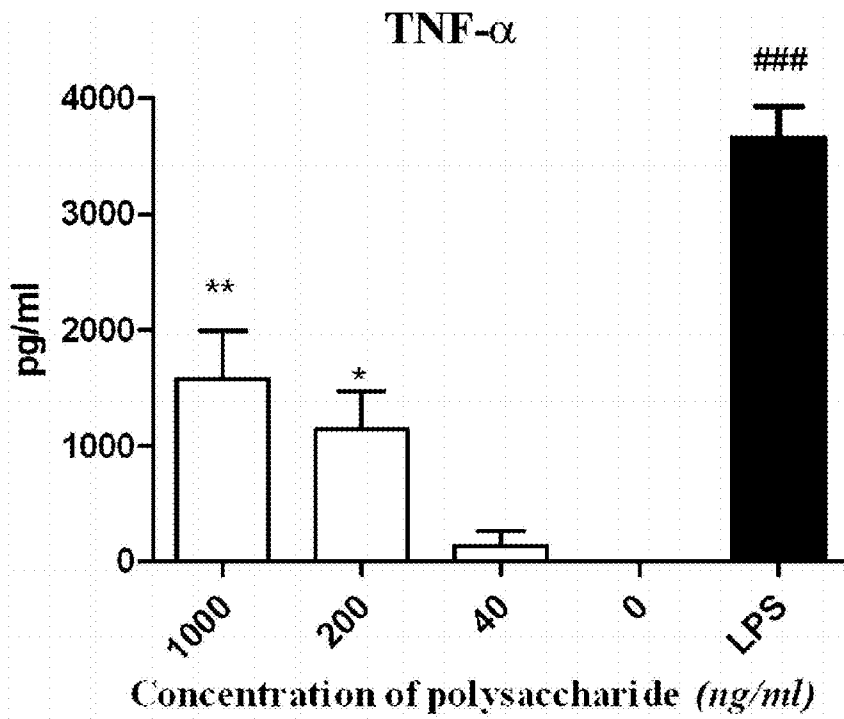 TNF-α
###
4000
3000
**
2000
*
1000
0
pg/ml
1000 200 40 0 LPS
Concentration of polysaccharide (ng/ml)